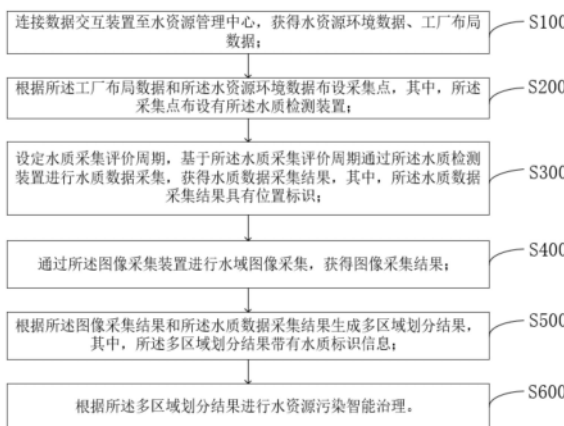 连接数据交互装置至水资源管理中心，获得水资源环境数据、工厂布局
数据；
S100
根据所述工厂布局数据和所述水资源环境数据布设采集点，其中，所述
采集点布设有所述水质检测装置；
S200
设定水质采集评价周期，基于所述水质采集评价周期通过所述水质检测
装置进行水质数据采集，获得水质数据采集结果，其中，所述水质数据
采集结果具有位置标识；
S300
通过所述图像采集装置进行水域图像采集，获得图像采集结果；
S400
根据所述图像采集结果和所述水质数据采集结果生成多区域划分结果，
其中，所述多区域划分结果带有水质标识信息；
S500
根据所述多区域划分结果进行水资源污染智能治理。
S600